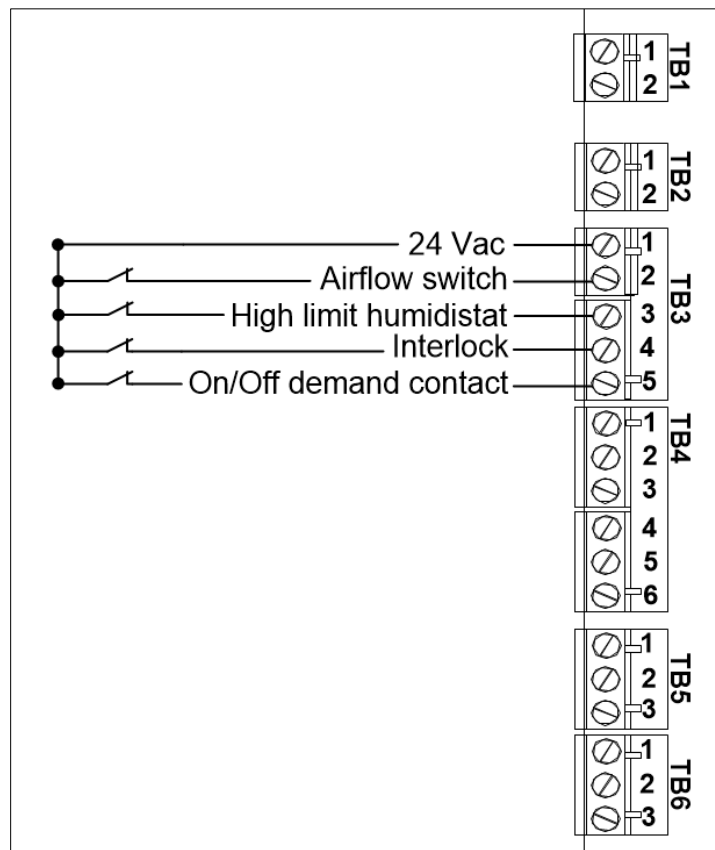 1
2
TB1
1
2
TB2
24 Vac 1
Airflow switch 2
High limit humidistat 3
Interlock 4
On/Off demand contact 5
TB3
1
2
3
4
5
6
TB4
1
2
3
TB5
1
2
3
TB6